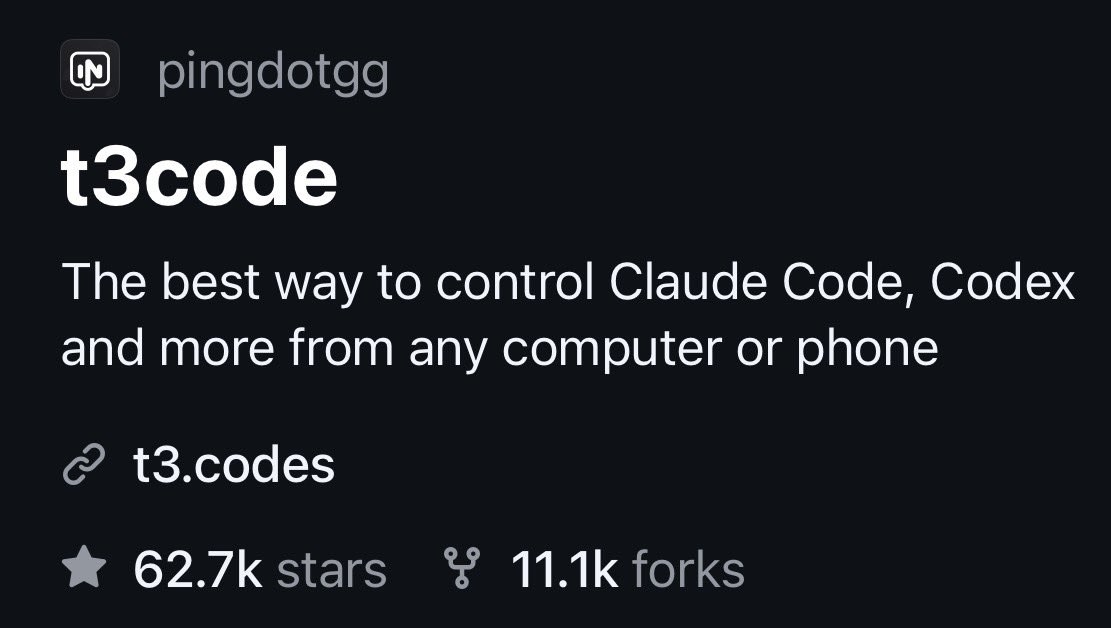 pingdotgg
t3code
The best way to control Claude Code, Codex
and more from any computer or phone
t3.codes
62.7k stars 11.1k forks